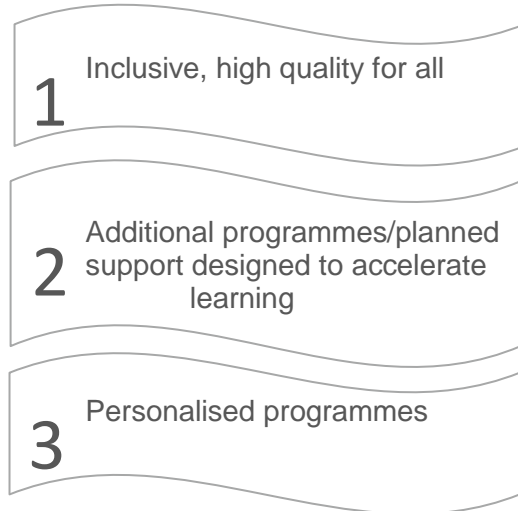 1
Inclusive, high quality for all
2
Additional programmes/planned
support designed to accelerate
learning
3
Personalised programmes